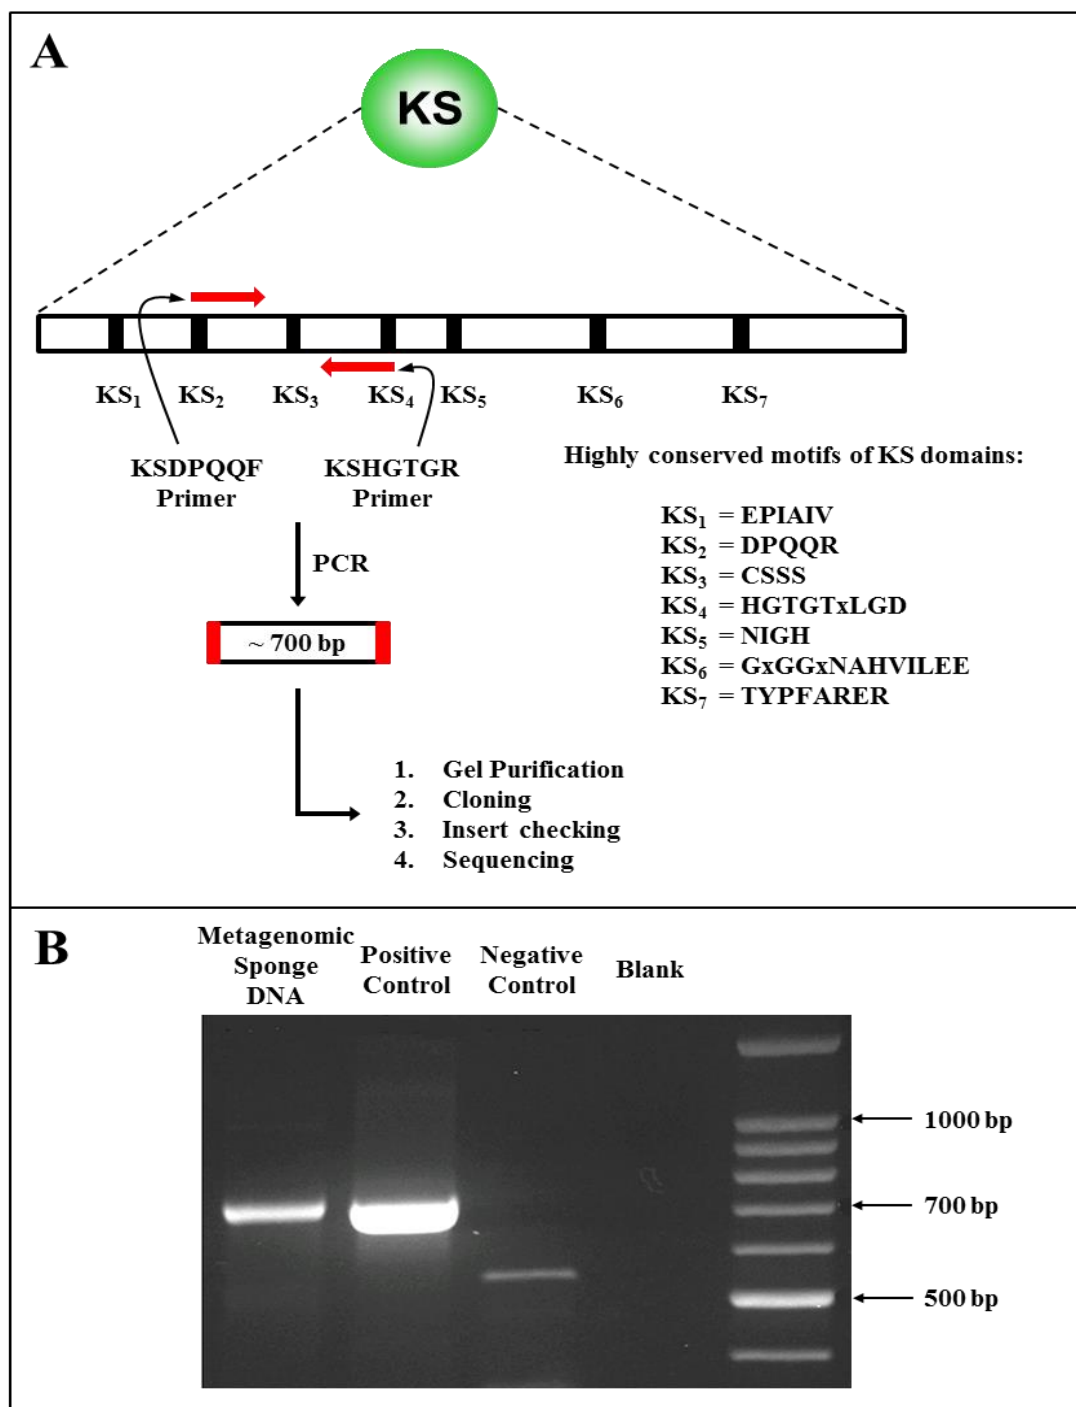 A
KS
KS₁ KS₂ KS₃ KS₄ KS₅ KS₆ KS₇
KSDPQQF
Primer
KSHGTGR
Primer
PCR
~ 700 bp
Highly conserved motifs of KS domains:
KS₁ = EPIAIV
KS₂ = DPQQR
KS₃ = CSSS
KS₄ = HGTGTxLGD
KS₅ = NIGH
KS₆ = GxGGxNAHVILEE
KS₇ = TYPFARER
1. Gel Purification
2. Cloning
3. Insert checking
4. Sequencing
B
Metagenomic
Sponge
DNA
Positive
Control
Negative
Control
Blank
1000 bp
700 bp
500 bp